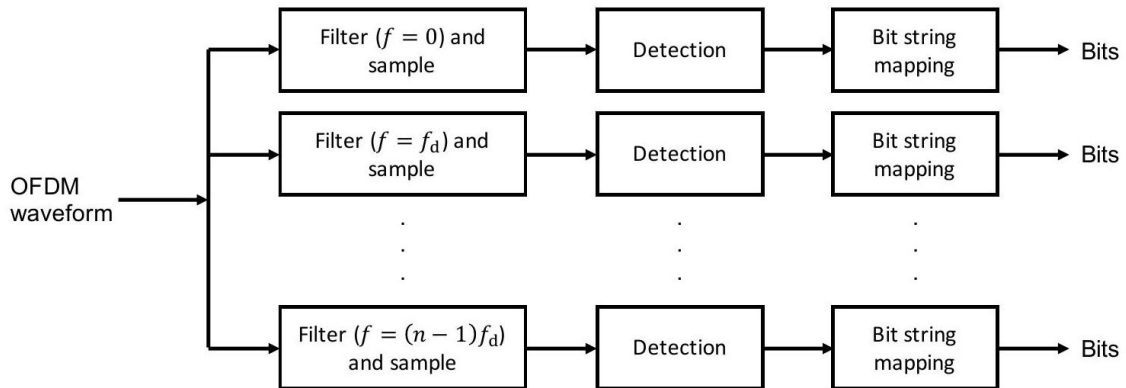 Filter (f = 0) and
sample
Detection
Bit string
mapping
Bits
Filter (f = f_d) and
sample
Detection
Bit string
mapping
Bits
OFDM
waveform
Filter (f = (n − 1)f_d)
and sample
Detection
Bit string
mapping
Bits